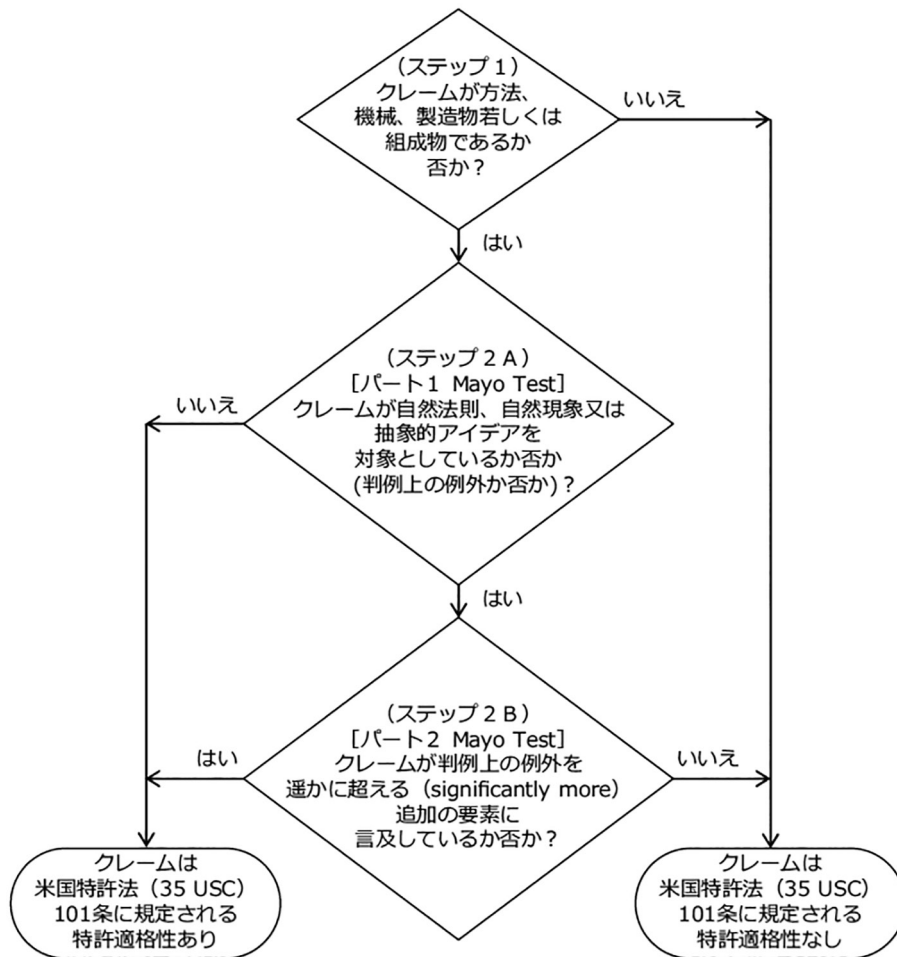 (ステップ1)
クレームが方法、
機械、製造物若しくは
組成物であるか
否か?
いいえ
はい
(ステップ2A)
[パート1 Mayo Test]
クレームが自然法則、自然現象又は
抽象的アイデアを
対象としているか否か
(判例上の例外か否か)?
いいえ
はい
(ステップ2B)
[パート2 Mayo Test]
クレームが判例上の例外を
遥かに超える(significantly more)
追加の要素に
言及しているか否か?
はい
いいえ
クレームは
米国特許法(35 USC)
101条に規定される
特許適格性あり
クレームは
米国特許法(35 USC)
101条に規定される
特許適格性なし